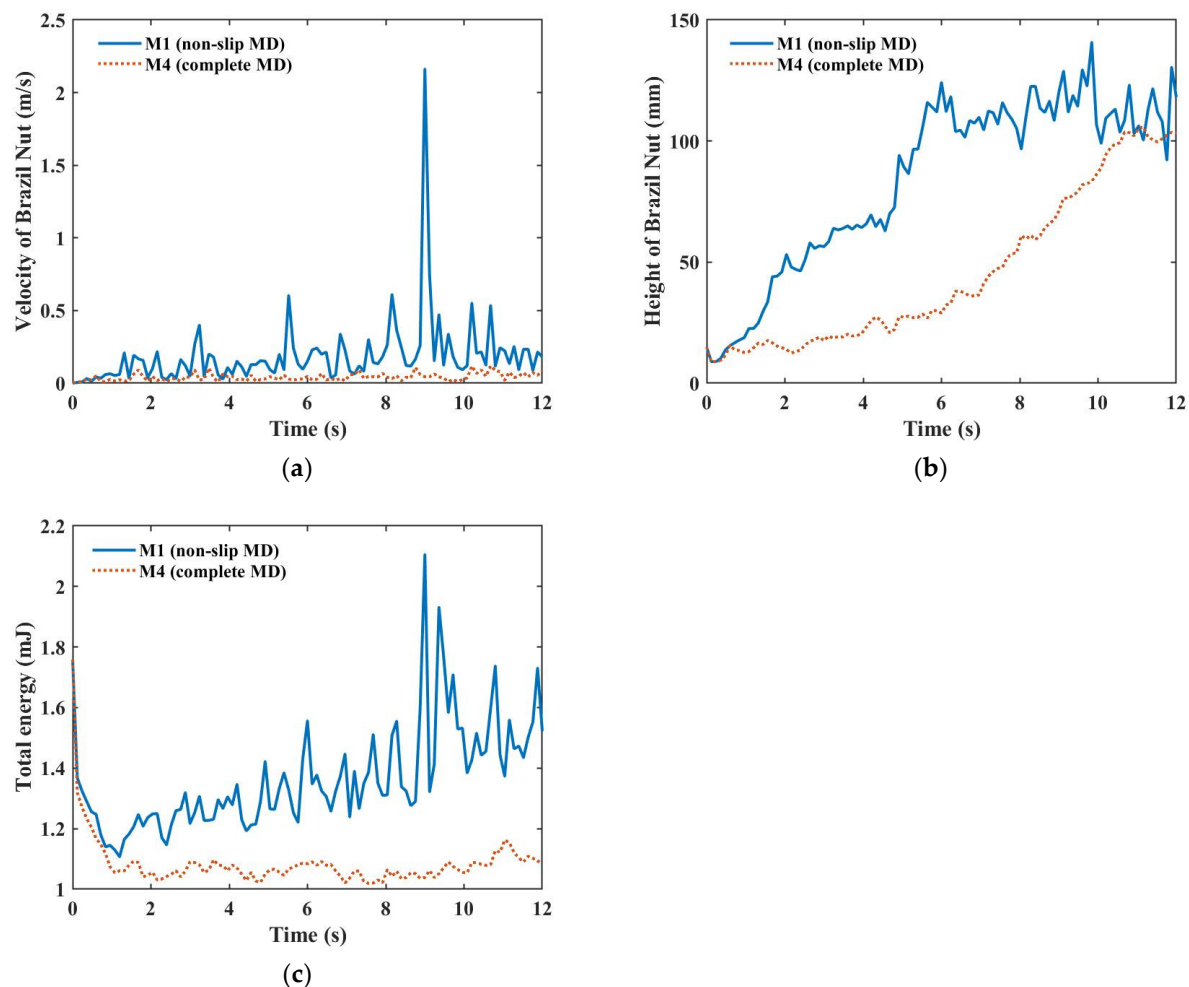 2.5
2
1.5
1
0.5
0
M1 (non-slip MD)
M4 (complete MD)
Velocity of Brazil Nut (m/s)
0 2 4 6 8 10 12
Time (s)
(a)
150
100
50
0
M1 (non-slip MD)
M4 (complete MD)
Height of Brazil Nut (mm)
0 2 4 6 8 10 12
Time (s)
(b)
2.2
2
1.8
1.6
1.4
1.2
1
M1 (non-slip MD)
M4 (complete MD)
Total energy (mJ)
0 2 4 6 8 10 12
Time (s)
(c)